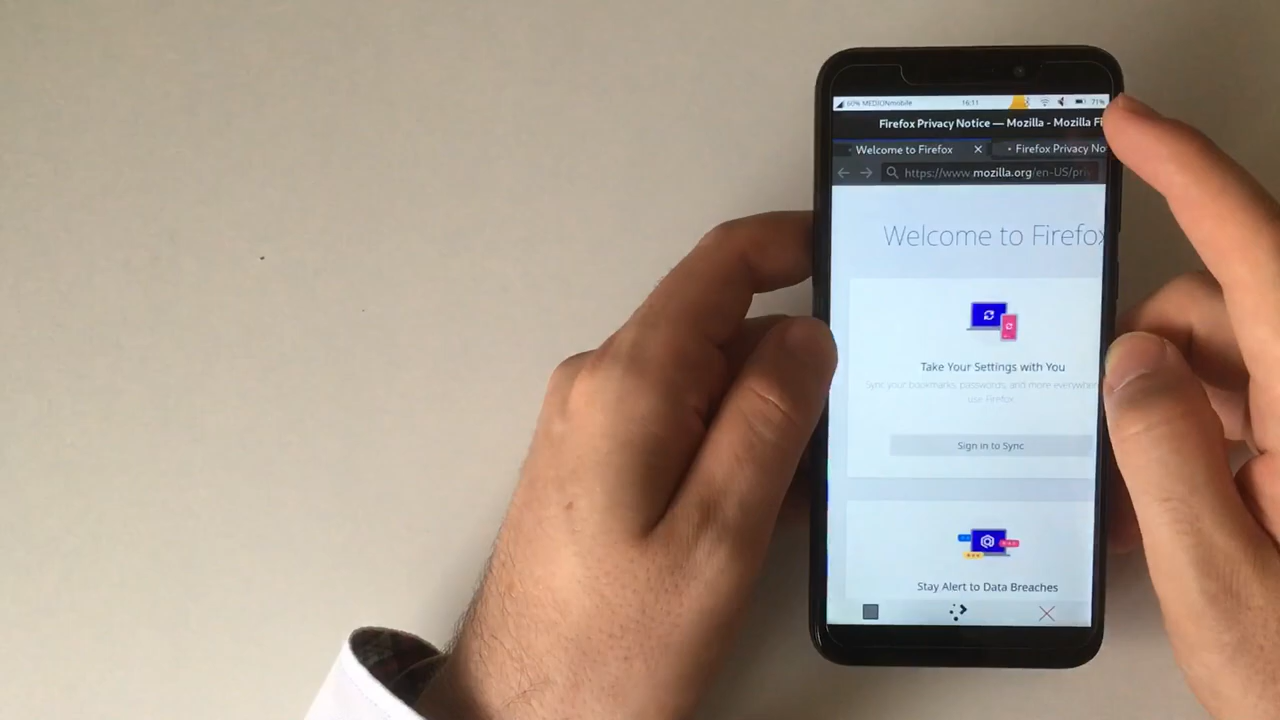 60% MEDIONmobile 16:11 71%
Firefox Privacy Notice — Mozilla - Mozilla Fi
Welcome to Firefox Firefox Privacy No
https://www.mozilla.org/en-US/pri
Welcome to Firefox
Take Your Settings with You
Sync your bookmarks, passwords, and more everywhere
use Firefox.
Sign in to Sync
Stay Alert to Data Breaches